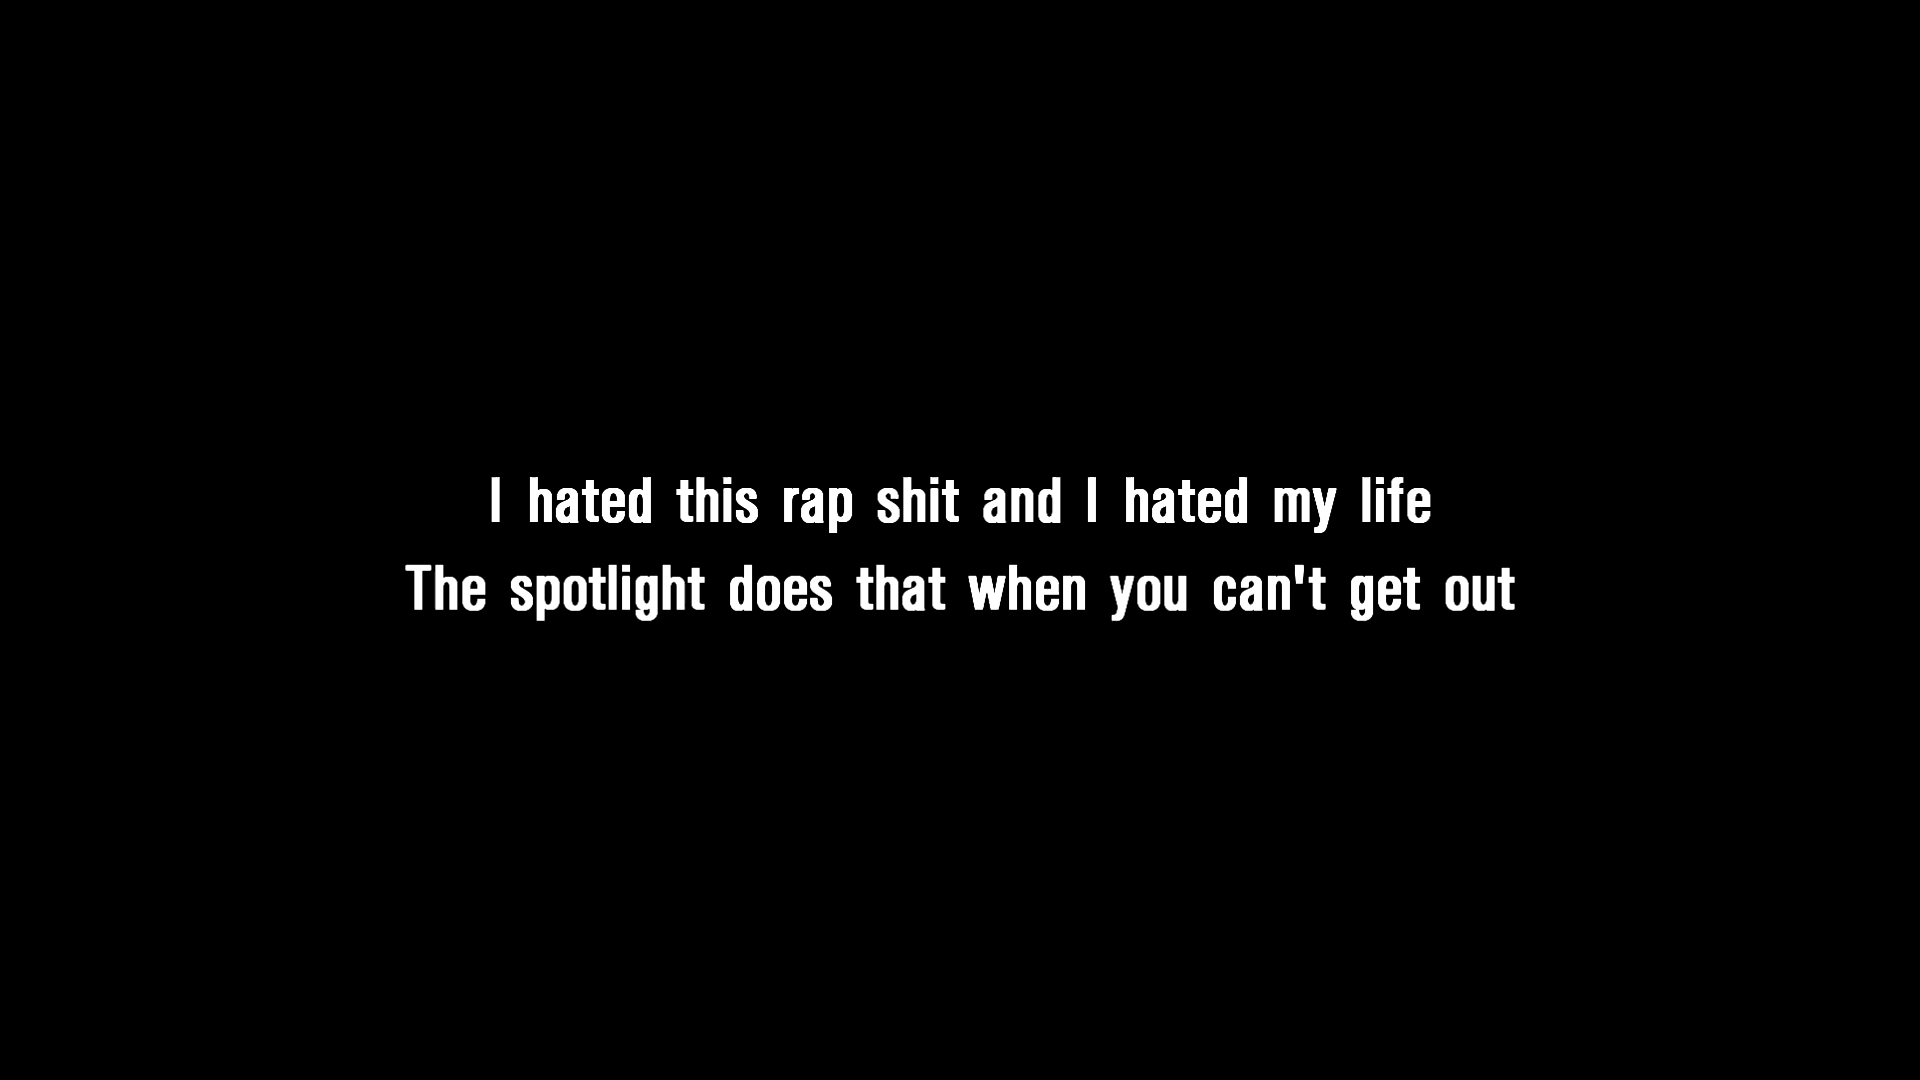 I hated this rap shit and I hated my life
The spotlight does that when you can't get out